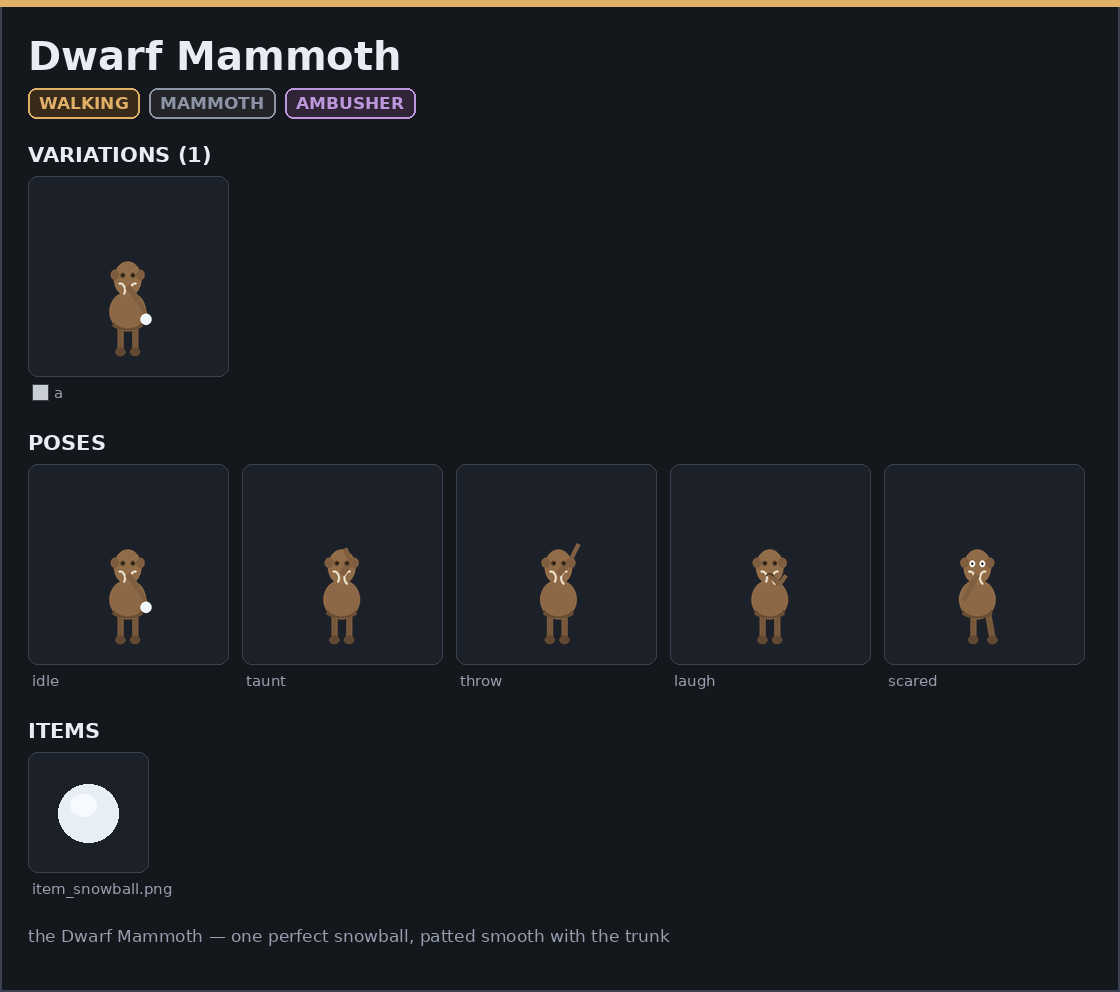 Dwarf Mammoth
WALKING MAMMOTH AMBUSHER
VARIATIONS (1)
a
POSES
idle taunt throw laugh scared
ITEMS
item_snowball.png
the Dwarf Mammoth — one perfect snowball, patted smooth with the trunk